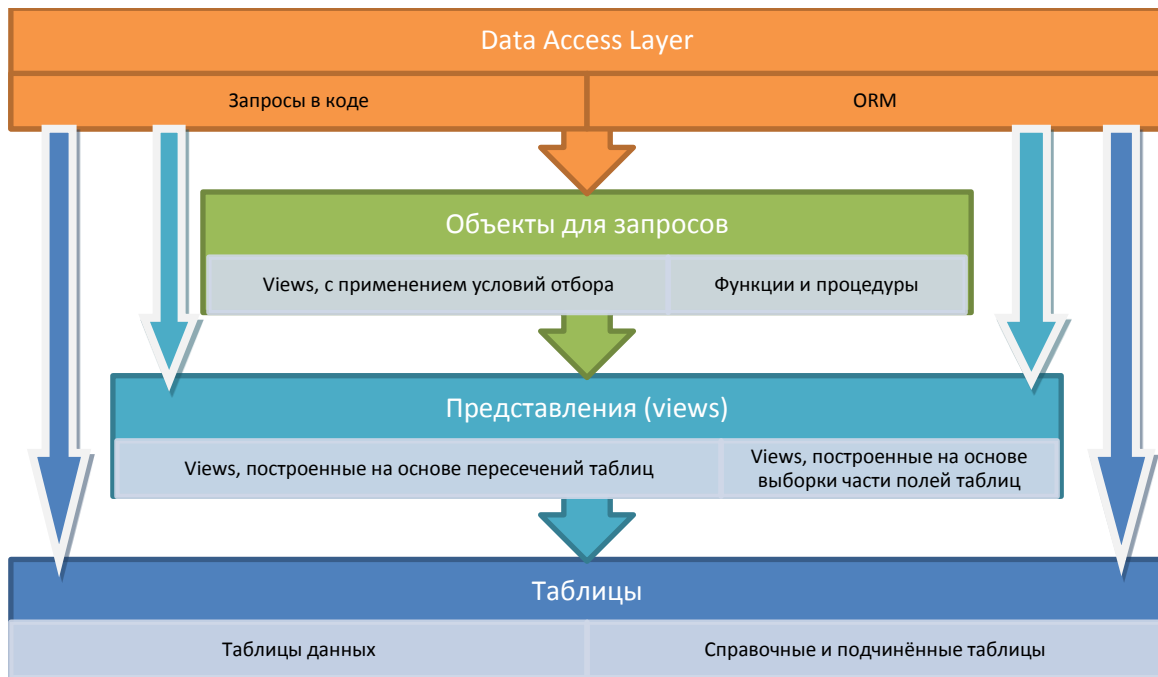 Data Access Layer
Запросы в коде
ORM
Объекты для запросов
Views, с применением условий отбора
Функции и процедуры
Представления (views)
Views, построенные на основе пересечений таблиц
Views, построенные на основе
выборки части полей таблиц
Таблицы
Таблицы данных
Справочные и подчинённые таблицы